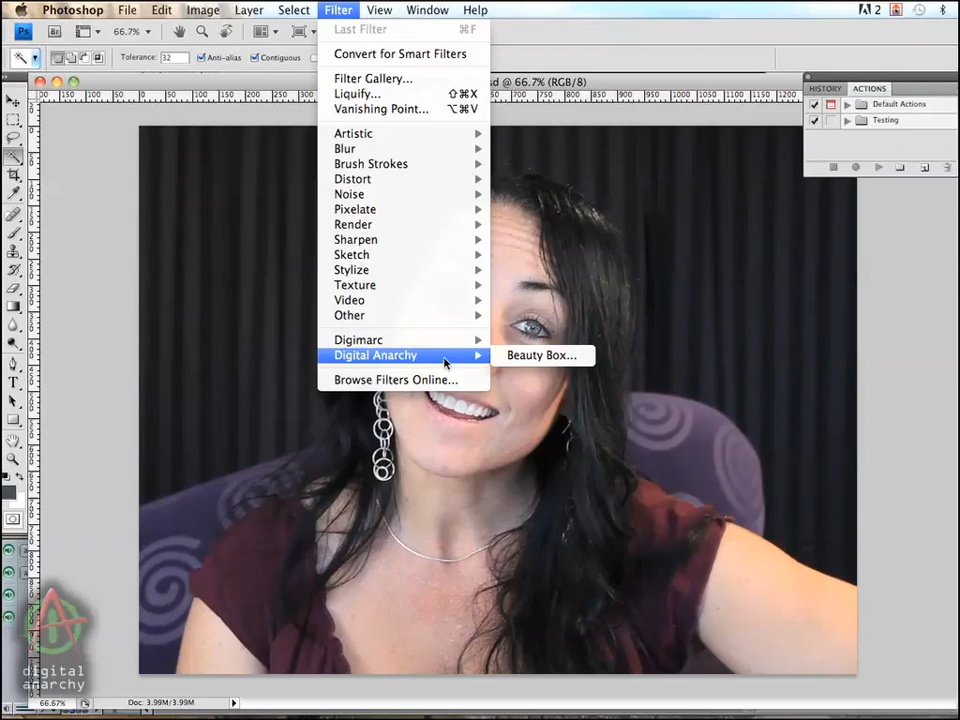 Photoshop File Edit Image Layer Select Filter View Window Help 2
Ps Br 66.7%
Tolerance: 32 Anti-alias Contiguous
sd @ 66.7% (RGB/8)
Last Filter ⌘F
Convert for Smart Filters
Filter Gallery...
Liquify... ⇧⌘X
Vanishing Point... ⌥⌘V
Artistic
Blur
Brush Strokes
Distort
Noise
Pixelate
Render
Sharpen
Sketch
Stylize
Texture
Video
Other
Digimarc
Digital Anarchy
Beauty Box...
Browse Filters Online...
HISTORY ACTIONS
Default Actions
Testing
digital
anarchy
66.67% Doc: 3.99M/3.99M